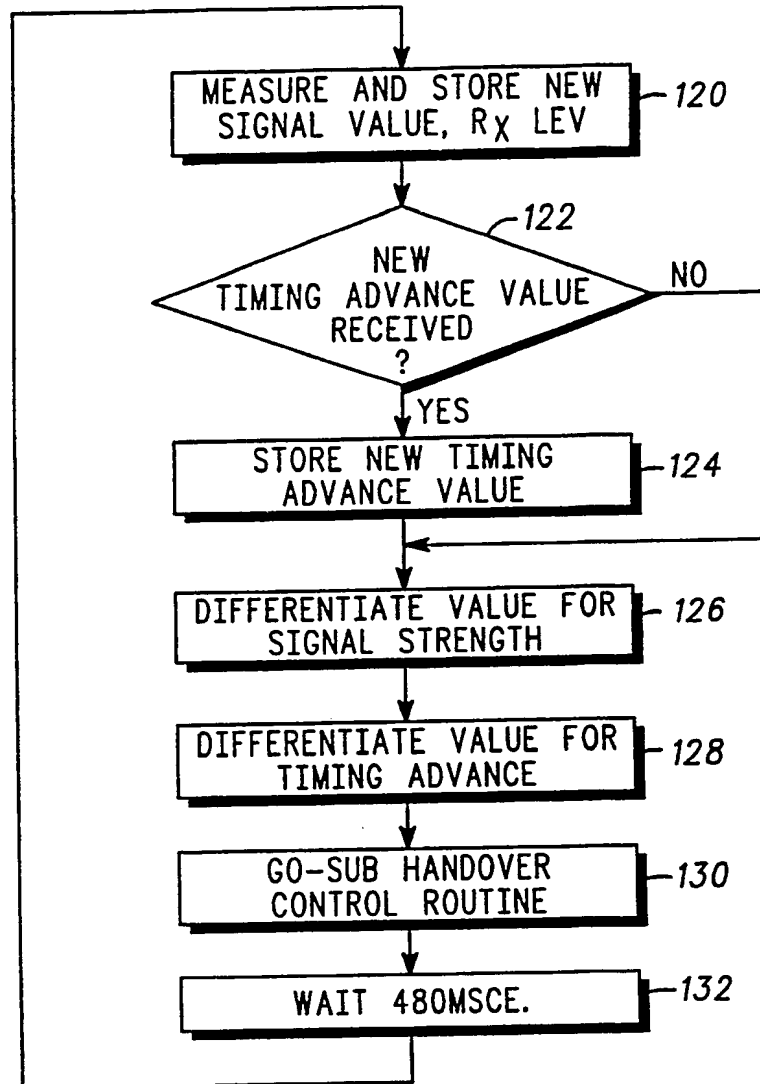 MEASURE AND STORE NEW
SIGNAL VALUE, RX LEV
120
122
NEW
TIMING ADVANCE VALUE
RECEIVED
?
NO
YES
STORE NEW TIMING
ADVANCE VALUE
124
DIFFERENTIATE VALUE FOR
SIGNAL STRENGTH
126
DIFFERENTIATE VALUE FOR
TIMING ADVANCE
128
GO-SUB HANDOVER
CONTROL ROUTINE
130
WAIT 480MSCE.
132